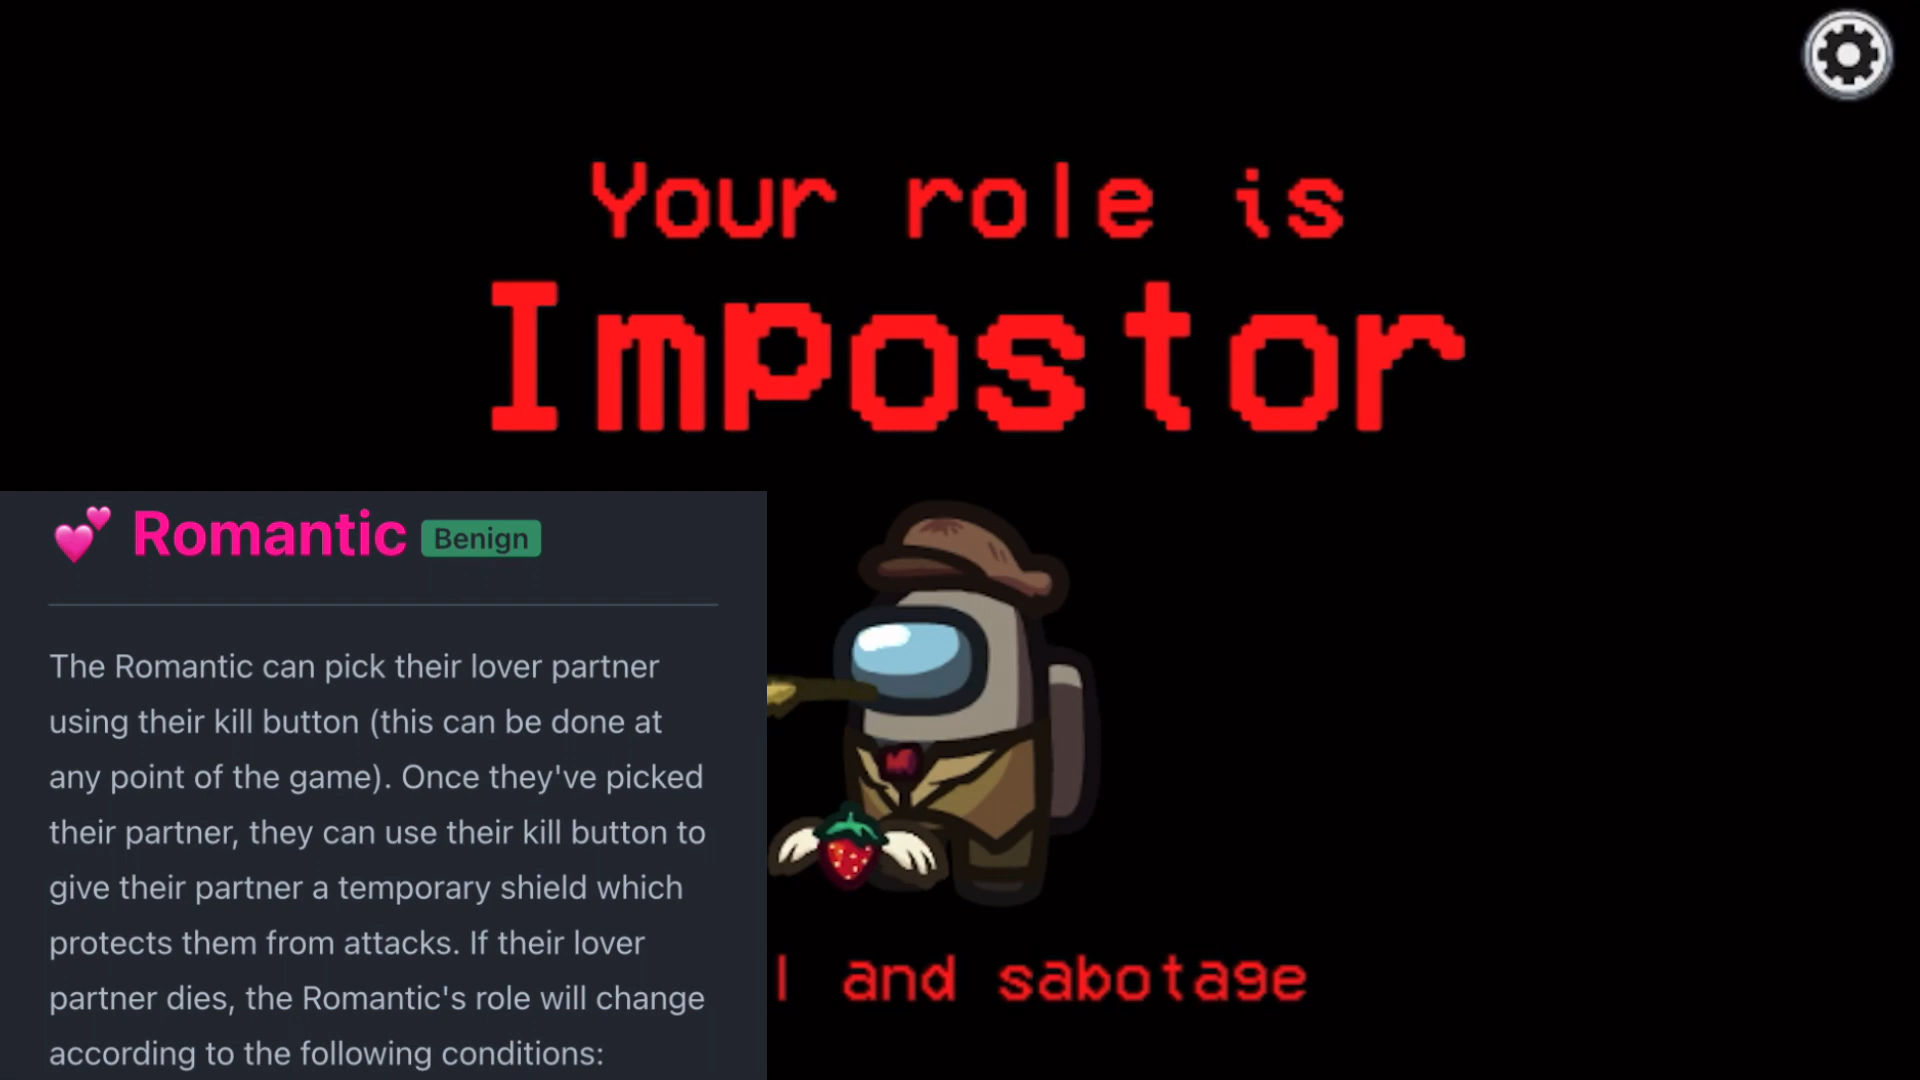 Your role is
Impostor
💕 Romantic Benign
The Romantic can pick their lover partner
using their kill button (this can be done at
any point of the game). Once they've picked
their partner, they can use their kill button to
give their partner a temporary shield which
protects them from attacks. If their lover
partner dies, the Romantic's role will change
according to the following conditions:
and sabotage